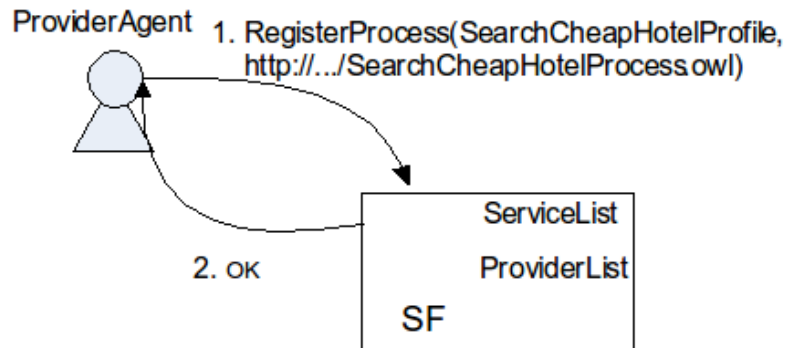 ProviderAgent
1. RegisterProcess(SearchCheapHotelProfile,
http://.../SearchCheapHotelProcess.owl)
ServiceList
2. OK
ProviderList
SF